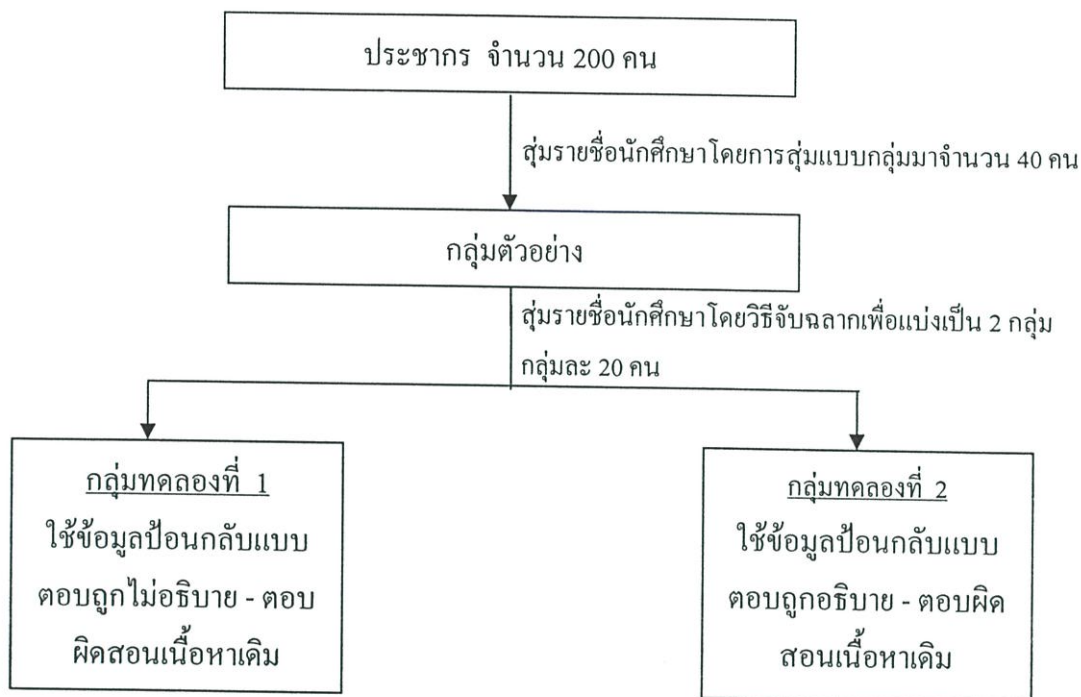 ประชากร จำนวน 200 คน
สุ่มรายชื่อนักศึกษาโดยการสุ่มแบบกลุ่มมาจำนวน 40 คน
กลุ่มตัวอย่าง
สุ่มรายชื่อนักศึกษาโดยวิธีจับฉลากเพื่อแบ่งเป็น 2 กลุ่ม
กลุ่มละ 20 คน
กลุ่มทดลองที่ 1
ใช้ข้อมูลป้อนกลับแบบ
ตอบถูกไม่อธิบาย - ตอบ
ผิดสอนเนื้อหาเดิม
กลุ่มทดลองที่ 2
ใช้ข้อมูลป้อนกลับแบบ
ตอบถูกอธิบาย - ตอบผิด
สอนเนื้อหาเดิม